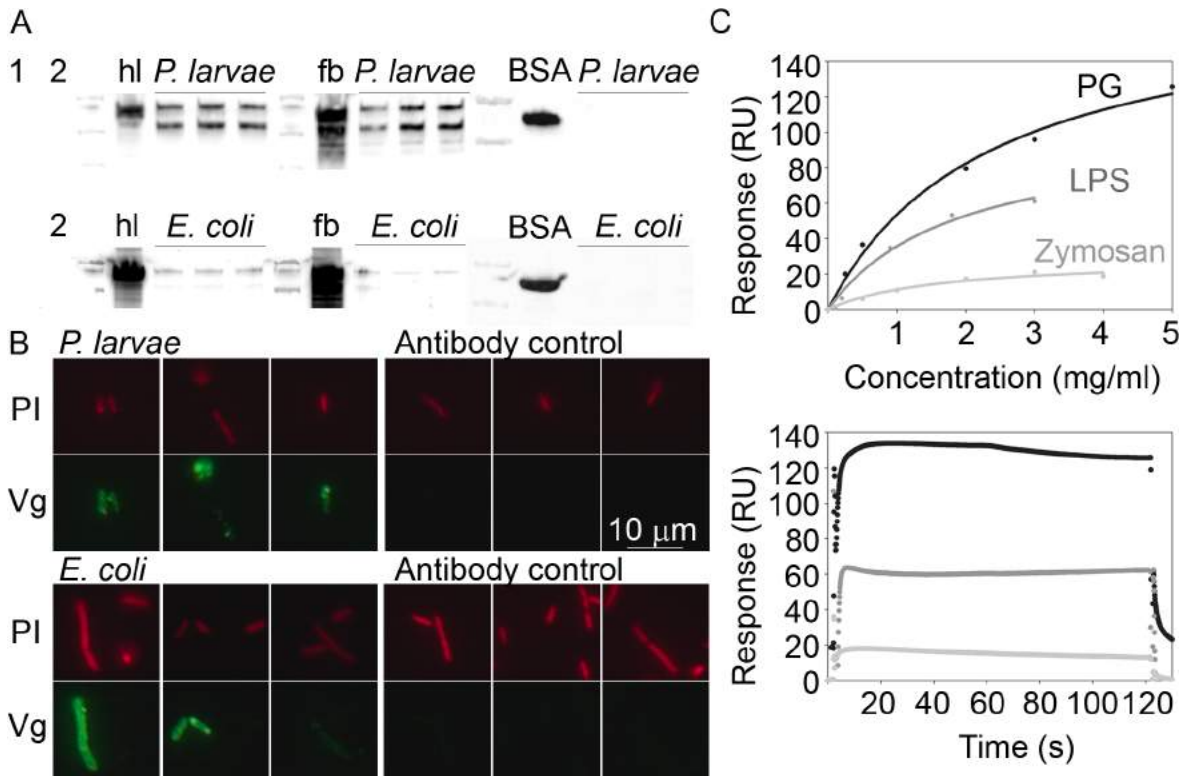 A
1 2 hl P. larvae fb P. larvae BSA P. larvae
2 hl E. coli fb E. coli BSA E. coli
B
P. larvae Antibody control
PI
Vg
10 μm
E. coli Antibody control
PI
Vg
C
140
120
100
80
60
40
20
0
Response (RU)
PG
LPS
Zymosan
1 2 3 4 5
Concentration (mg/ml)
140
120
100
80
60
40
20
0
Response (RU)
20 40 60 80 100 120
Time (s)